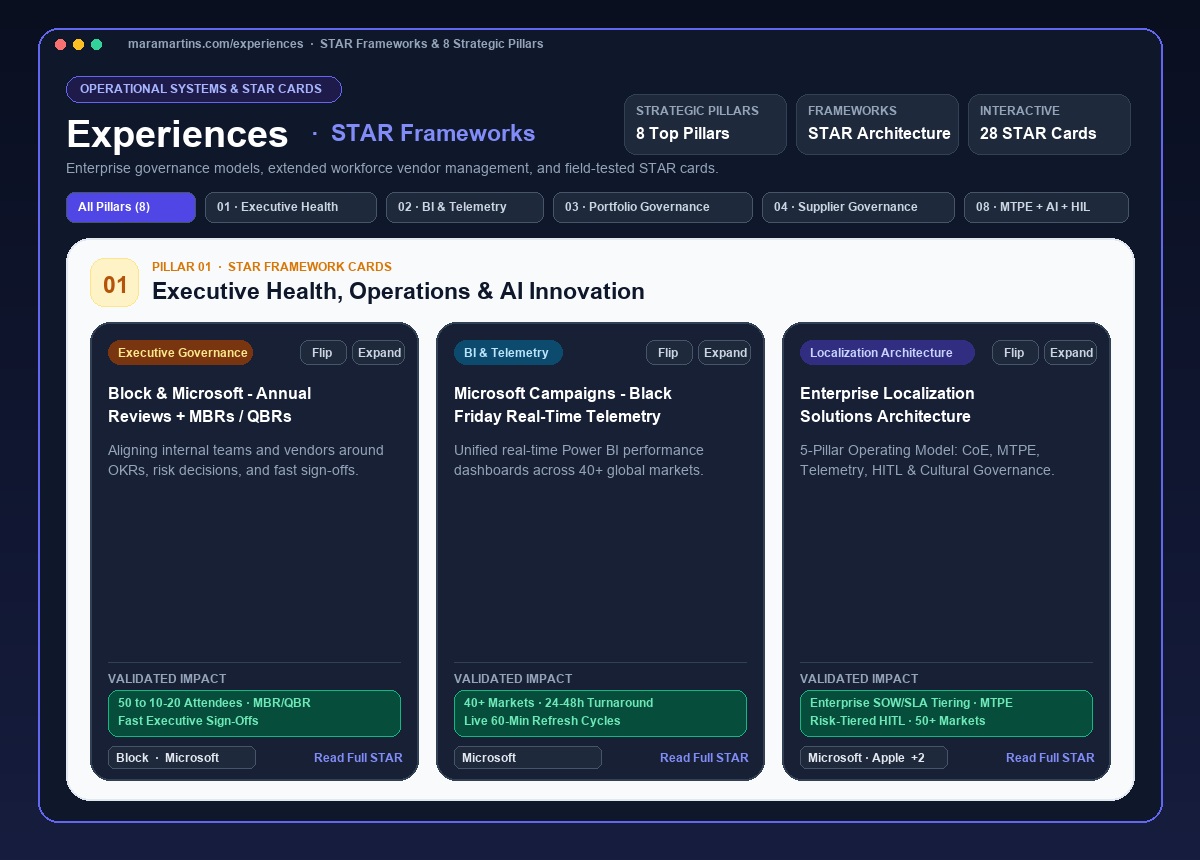 maramartins.com/experiences · STAR Frameworks & 8 Strategic Pillars
OPERATIONAL SYSTEMS & STAR CARDS
Experiences · STAR Frameworks
Enterprise governance models, extended workforce vendor management, and field-tested STAR cards.
STRATEGIC PILLARS
8 Top Pillars
FRAMEWORKS
STAR Architecture
INTERACTIVE
28 STAR Cards
All Pillars (8)
01 · Executive Health
02 · BI & Telemetry
03 · Portfolio Governance
04 · Supplier Governance
08 · MTPE + AI + HIL
01
PILLAR 01 · STAR FRAMEWORK CARDS
Executive Health, Operations & AI Innovation
Executive Governance
Flip
Expand
Block & Microsoft - Annual
Reviews + MBRs / QBRs
Aligning internal teams and vendors around
OKRs, risk decisions, and fast sign-offs.
VALIDATED IMPACT
50 to 10-20 Attendees · MBR/QBR
Fast Executive Sign-Offs
Block · Microsoft
Read Full STAR
BI & Telemetry
Flip
Expand
Microsoft Campaigns - Black
Friday Real-Time Telemetry
Unified real-time Power BI performance
dashboards across 40+ global markets.
VALIDATED IMPACT
40+ Markets · 24-48h Turnaround
Live 60-Min Refresh Cycles
Microsoft
Read Full STAR
Localization Architecture
Flip
Expand
Enterprise Localization
Solutions Architecture
5-Pillar Operating Model: CoE, MTPE,
Telemetry, HITL & Cultural Governance.
VALIDATED IMPACT
Enterprise SOW/SLA Tiering · MTPE
Risk-Tiered HITL · 50+ Markets
Microsoft · Apple +2
Read Full STAR